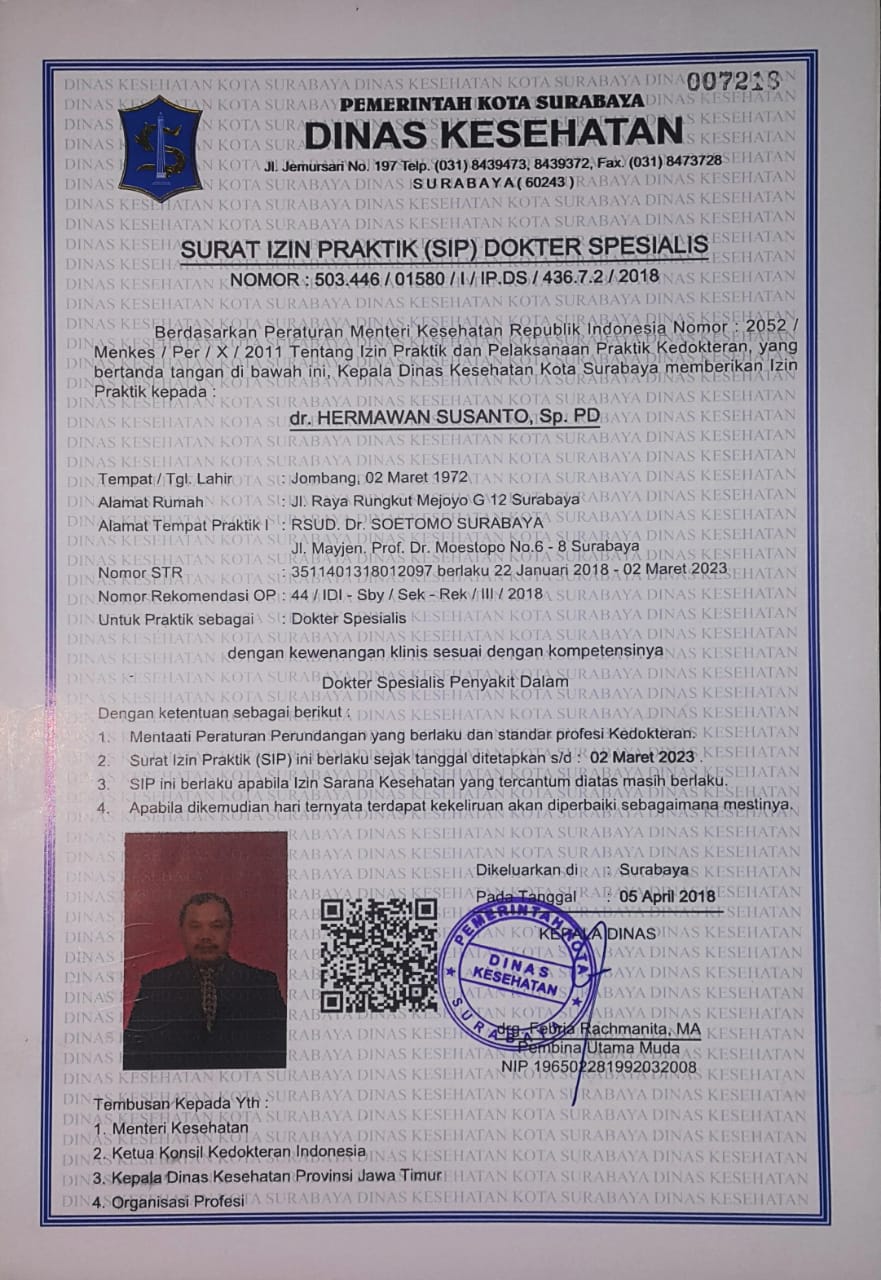 007218
PEMERINTAH KOTA SURABAYA
DINAS KESEHATAN
Jl. Jemursari No. 197 Telp. (031) 8439473, 8439372, Fax. (031) 8473728
SURABAYA ( 60243 )
SURAT IZIN PRAKTIK (SIP) DOKTER SPESIALIS
NOMOR : 503.446 / 01580 / I / IP.DS / 436.7.2 / 2018
Berdasarkan Peraturan Menteri Kesehatan Republik Indonesia Nomor : 2052 /
Menkes / Per / X / 2011 Tentang Izin Praktik dan Pelaksanaan Praktik Kedokteran, yang
bertanda tangan di bawah ini, Kepala Dinas Kesehatan Kota Surabaya memberikan Izin
Praktik kepada :
dr. HERMAWAN SUSANTO, Sp. PD
Tempat / Tgl. Lahir : Jombang, 02 Maret 1972
Alamat Rumah : Jl. Raya Rungkut Mejoyo G 12 Surabaya
Alamat Tempat Praktik I : RSUD. Dr. SOETOMO SURABAYA
Jl. Mayjen. Prof. Dr. Moestopo No.6 - 8 Surabaya
Nomor STR : 3511401318012097 berlaku 22 Januari 2018 - 02 Maret 2023
Nomor Rekomendasi OP : 44 / IDI - Sby / Sek - Rek / III / 2018
Untuk Praktik sebagai : Dokter Spesialis
dengan kewenangan klinis sesuai dengan kompetensinya
Dokter Spesialis Penyakit Dalam
Dengan ketentuan sebagai berikut :
1. Mentaati Peraturan Perundangan yang berlaku dan standar profesi Kedokteran.
2. Surat Izin Praktik (SIP) ini berlaku sejak tanggal ditetapkan s/d : 02 Maret 2023 .
3. SIP ini berlaku apabila Izin Sarana Kesehatan yang tercantum diatas masih berlaku.
4. Apabila dikemudian hari ternyata terdapat kekeliruan akan diperbaiki sebagaimana mestinya.
Dikeluarkan di : Surabaya
Pada Tanggal : 05 April 2018
KEPALA DINAS
PEMERINTAH KOTA
DINAS
KESEHATAN
SURABAYA
drg. Febria Rachmanita, MA
Pembina Utama Muda
NIP 196502281992032008
Tembusan Kepada Yth :
1. Menteri Kesehatan
2. Ketua Konsil Kedokteran Indonesia
3. Kepala Dinas Kesehatan Provinsi Jawa Timur
4. Organisasi Profesi